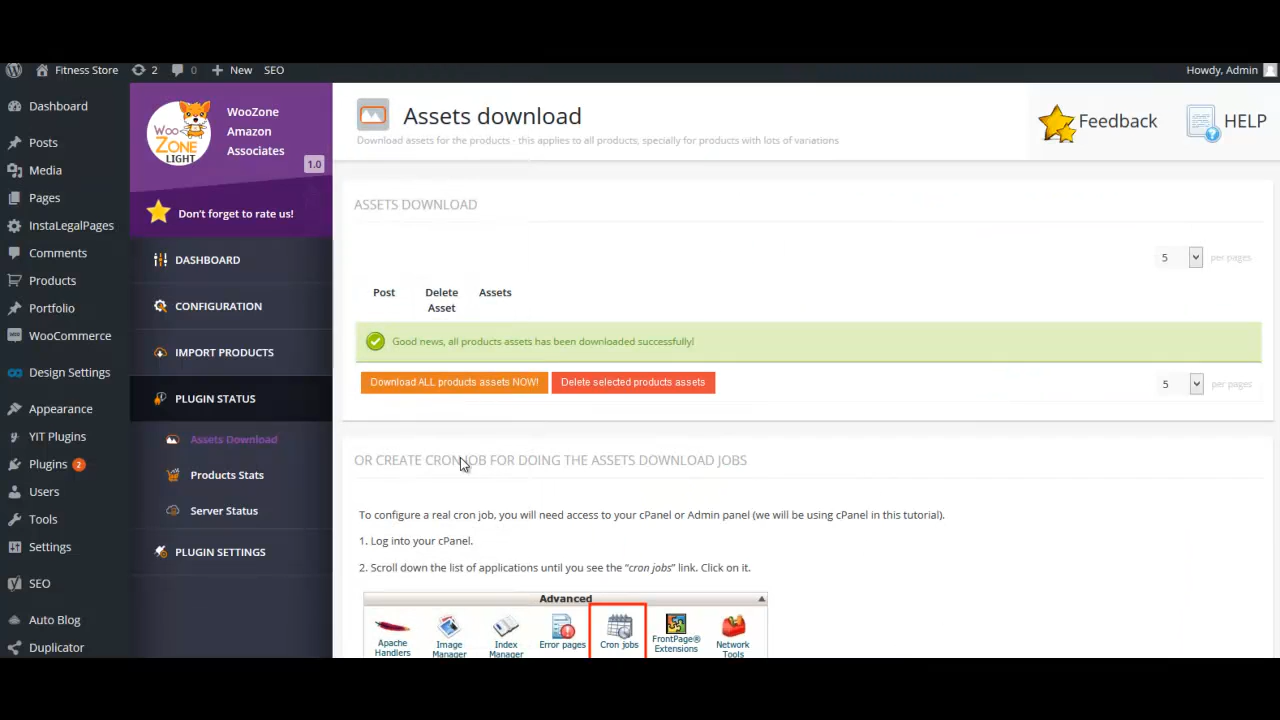 Fitness Store 2 0 New SEO Howdy, Admin
Dashboard
Posts
Media
Pages
InstaLegalPages
Comments
Products
Portfolio
WooCommerce
Design Settings
Appearance
YIT Plugins
Plugins 2
Users
Tools
Settings
SEO
Auto Blog
Duplicator
WOO
ZONE
LIGHT
WooZone
Amazon
Associates
1.0
Don't forget to rate us!
DASHBOARD
CONFIGURATION
IMPORT PRODUCTS
PLUGIN STATUS
Assets Download
Products Stats
Server Status
PLUGIN SETTINGS
Assets download
Download assets for the products - this applies to all products, specially for products with lots of variations
Feedback
HELP
ASSETS DOWNLOAD
5 per pages
Post Delete Assets
Asset
Good news, all products assets has been downloaded successfully!
Download ALL products assets NOW! Delete selected products assets 5 per pages
OR CREATE CRON JOB FOR DOING THE ASSETS DOWNLOAD JOBS
To configure a real cron job, you will need access to your cPanel or Admin panel (we will be using cPanel in this tutorial).
1. Log into your cPanel.
2. Scroll down the list of applications until you see the "cron jobs" link. Click on it.
Advanced
Apache Handlers
Image Manager
Index Manager
Error pages
Cron jobs
FrontPage® Extensions
Network Tools